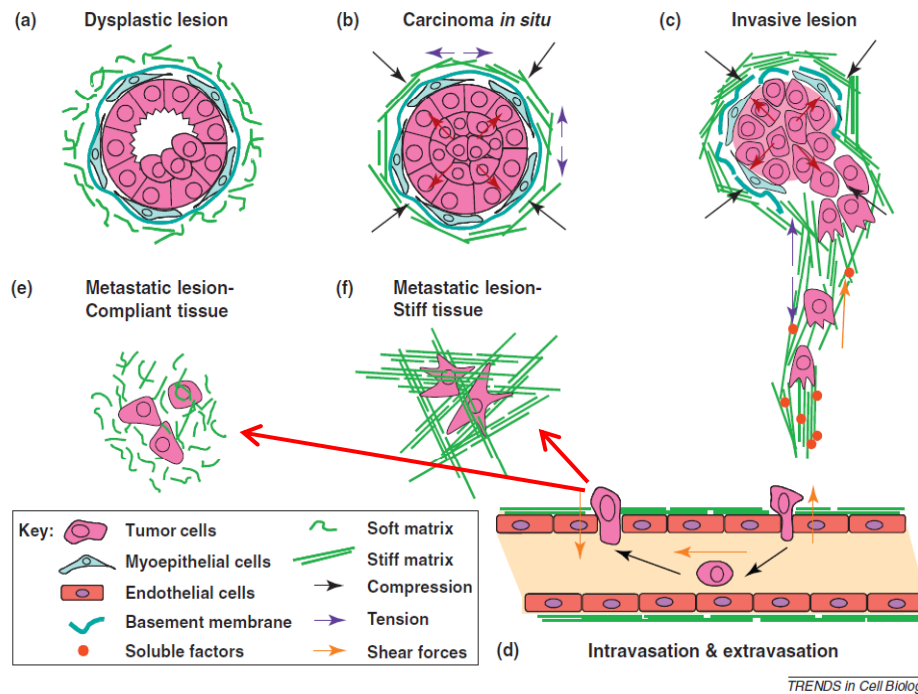 (a) Dysplastic lesion
(b) Carcinoma in situ
(c) Invasive lesion
(e) Metastatic lesion-
Compliant tissue
(f) Metastatic lesion-
Stiff tissue
Key:
Tumor cells
Myoepithelial cells
Endothelial cells
Basement membrane
Soluble factors
Soft matrix
Stiff matrix
Compression
Tension
Shear forces
(d) Intravasation & extravasation
TRENDS in Cell Biolog